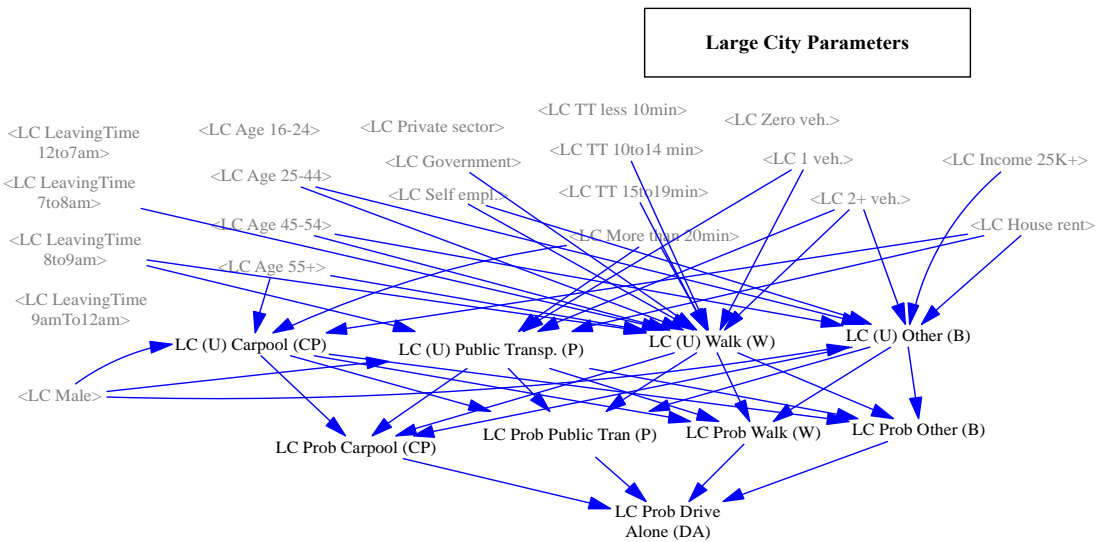 Large City Parameters
<LC LeavingTime
12to7am>
<LC Age 16-24>
<LC Private sector>
<LC TT less 10min>
<LC Zero veh.>
<LC Government>
<LC TT 10to14 min>
<LC 1 veh.>
<LC Income 25K+>
<LC LeavingTime
7to8am>
<LC Age 25-44>
<LC Self empl.>
<LC TT 15to19min>
<LC 2+ veh.>
<LC LeavingTime
8to9am>
<LC Age 45-54>
<LC More than 20min>
<LC House rent>
<LC Age 55+>
<LC LeavingTime
9amTo12am>
LC (U) Carpool (CP)
LC (U) Public Transp. (P)
LC (U) Walk (W)
LC (U) Other (B)
<LC Male>
LC Prob Carpool (CP)
LC Prob Public Tran (P)
LC Prob Walk (W)
LC Prob Other (B)
LC Prob Drive
Alone (DA)